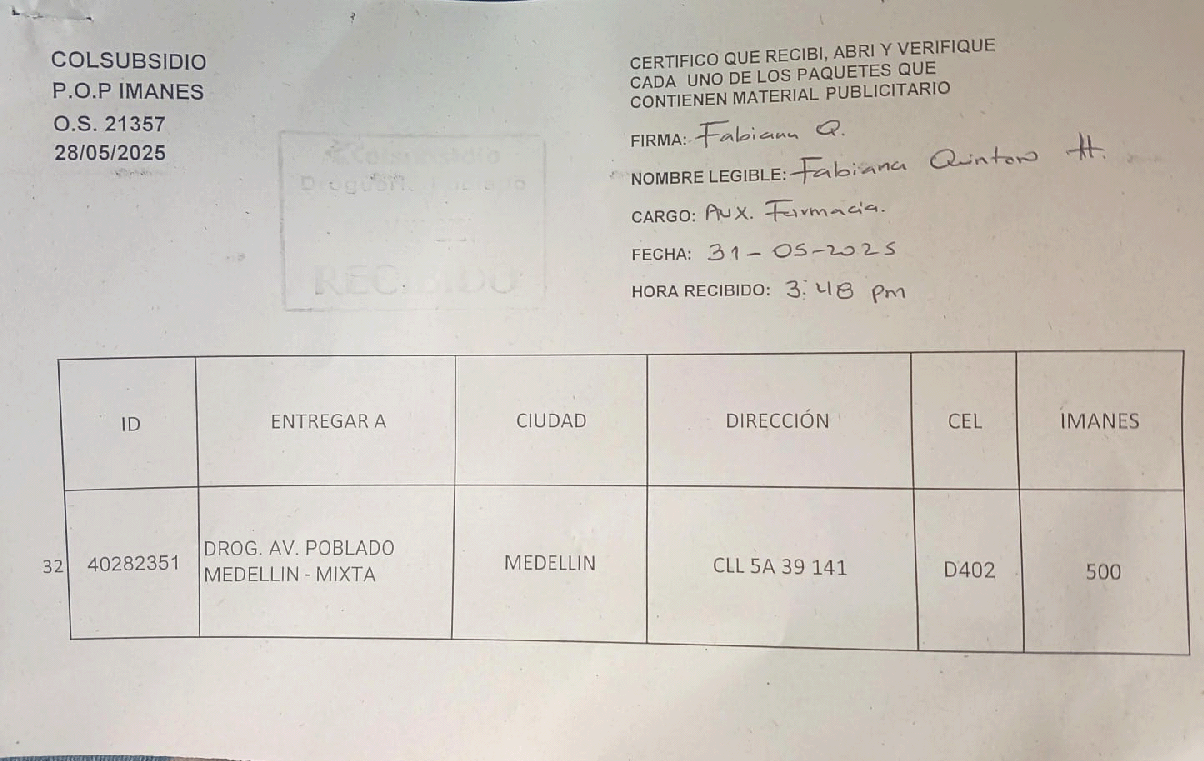 COLSUBSIDIO
P.O.P IMANES
O.S. 21357
28/05/2025
CERTIFICO QUE RECIBI, ABRI Y VERIFIQUE
CADA UNO DE LOS PAQUETES QUE
CONTIENEN MATERIAL PUBLICITARIO
FIRMA: Fabiana Q.
NOMBRE LEGIBLE: Fabiana Quintero H.
CARGO: Aux. Farmacia.
FECHA: 31-05-2025
HORA RECIBIDO: 3:48 pm
Colsubsidio
RECIBIDO
ID ENTREGAR A CIUDAD DIRECCIÓN CEL IMANES
32 40282351 DROG. AV. POBLADO MEDELLIN - MIXTA MEDELLIN CLL 5A 39 141 D402 500